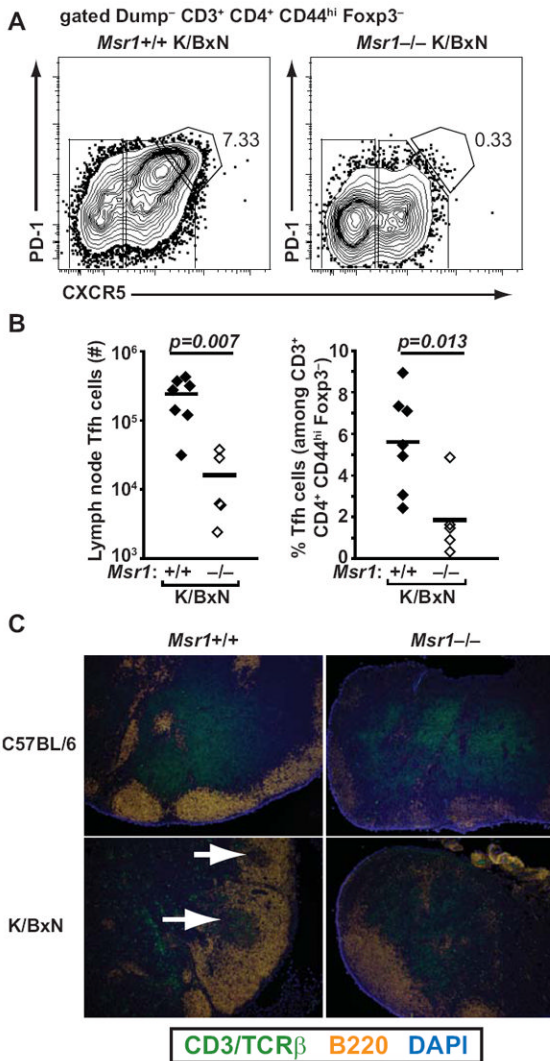 A
gated Dump⁻ CD3⁺ CD4⁺ CD44ʰⁱ Foxp3⁻
Msr1+/+ K/BxN
Msr1–/– K/BxN
7.33
0.33
PD-1
PD-1
CXCR5
B
Lymph node Tfh cells (#)
p=0.007
10⁶
10⁵
10⁴
10³
Msr1: +/+ –/–
K/BxN
% Tfh cells (among CD3⁺
CD4⁺ CD44ʰⁱ Foxp3⁻)
p=0.013
10
8
6
4
2
0
Msr1: +/+ –/–
K/BxN
C
Msr1+/+
Msr1–/–
C57BL/6
K/BxN
CD3/TCRβ B220 DAPI